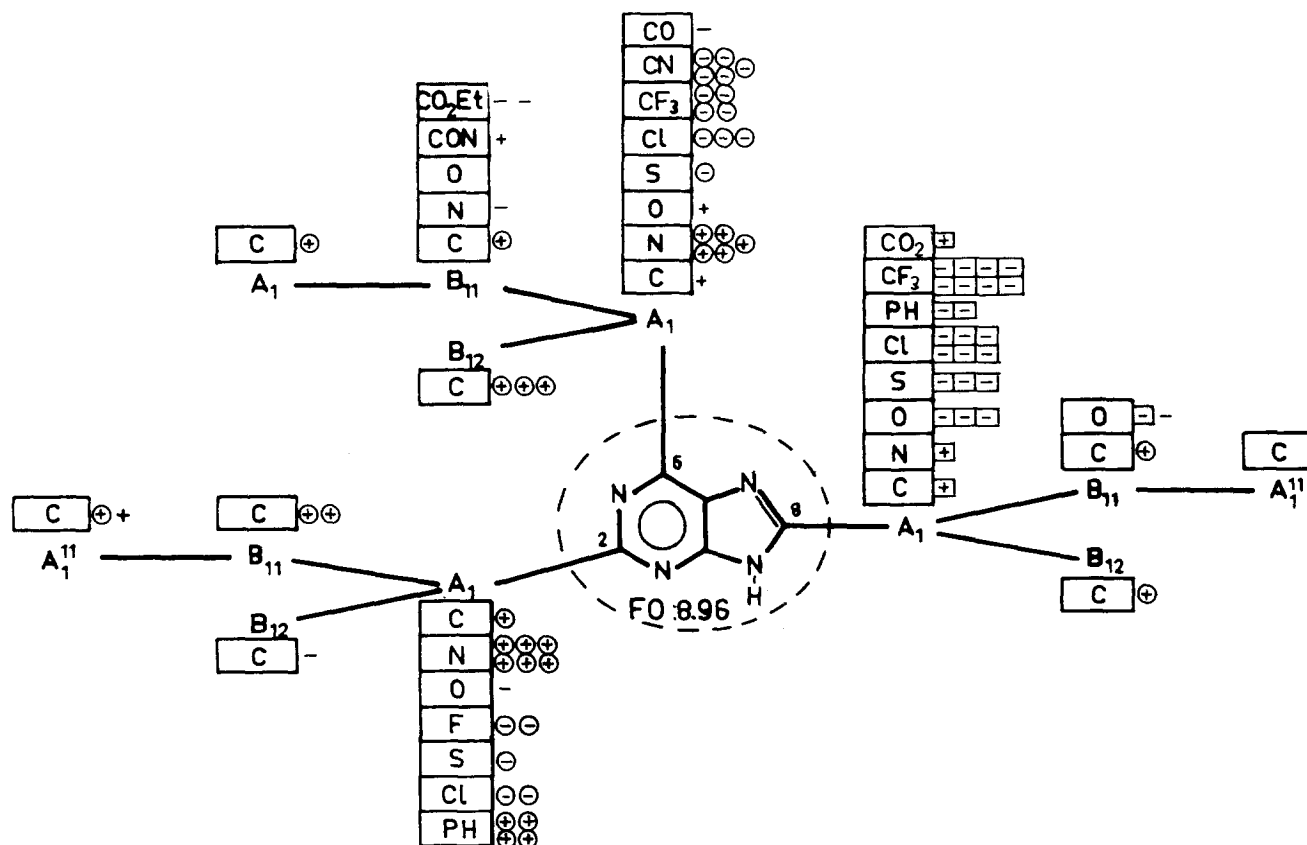 CO −
CN ⊖⊖⊖⊖⊖
CF₃ ⊖⊖⊖⊖
Cl ⊖⊖⊖
S ⊖
O +
N ⊕⊕⊕⊕⊕
C +
A₁
CO₂Et − −
CON +
O
N −
C ⊕
B₁₁
C ⊕
A₁
B₁₂
C ⊕⊕⊕
CO₂ ⊞
CF₃ ⊟⊟⊟⊟⊟⊟⊟⊟
PH ⊟⊟
Cl ⊟⊟⊟⊟⊟⊟
S ⊟⊟⊟
O ⊟⊟⊟
N ⊞
C ⊞
A₁
O ⊟ −
C ⊕
B₁₁
C
A₁¹¹
B₁₂
C ⊕
6
N
N
8
2
N
N
H
FO :8.96
C ⊕ +
A₁¹¹
C ⊕⊕
B₁₁
B₁₂
C −
A₁
C ⊕
N ⊕⊕⊕⊕⊕⊕
O −
F ⊖⊖
S ⊖
Cl ⊖⊖
PH ⊕⊕⊕⊕